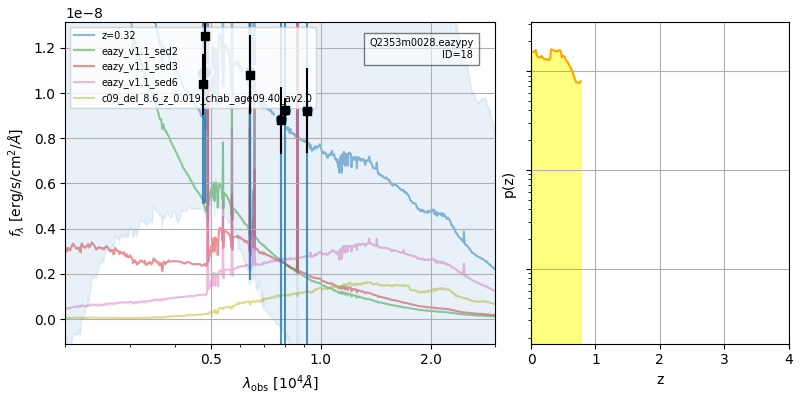 1e−8
z=0.32
eazy_v1.1_sed2
eazy_v1.1_sed3
eazy_v1.1_sed6
c09_del_8.6_z_0.019_chab_age09.40_av2.0
Q2353m0028.eazypy
ID=18
1.2
1.0
0.8
0.6
0.4
0.2
0.0
fλ [erg/s/cm²/Å]
0.5
1.0
2.0
λobs [10⁴Å]
p(z)
0
1
2
3
4
z